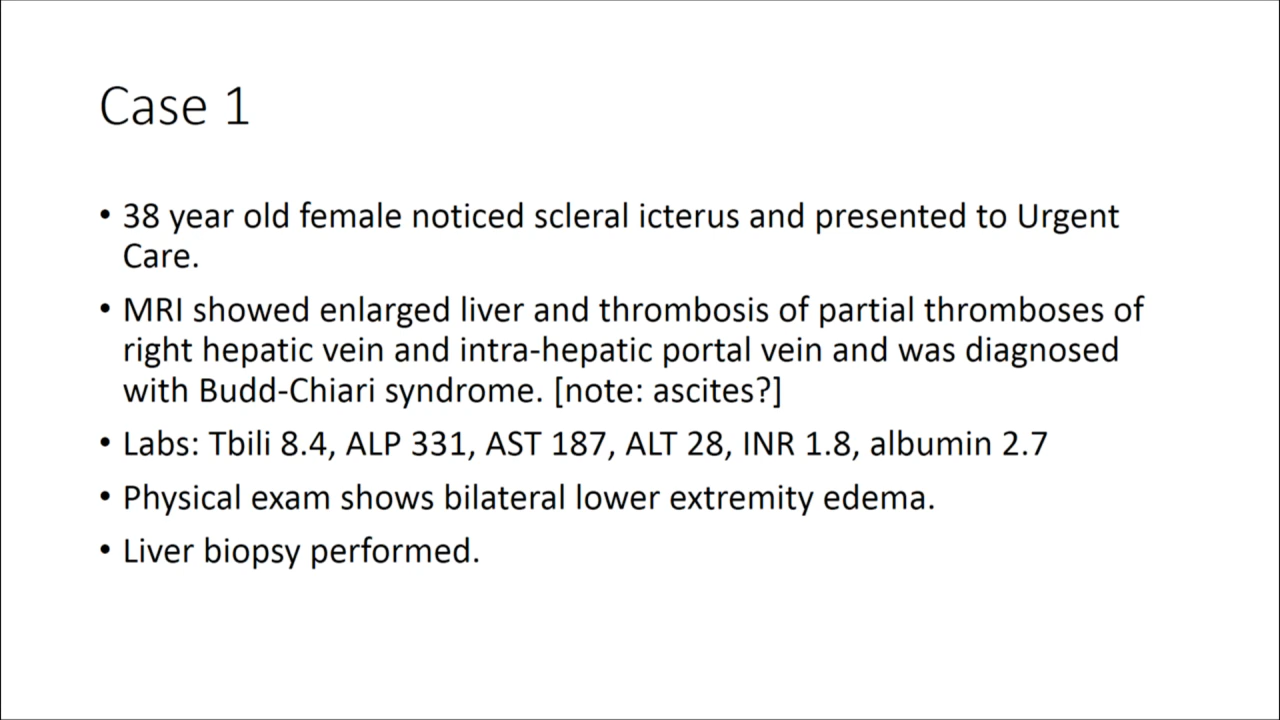 Case 1
• 38 year old female noticed scleral icterus and presented to Urgent
Care.
• MRI showed enlarged liver and thrombosis of partial thromboses of
right hepatic vein and intra-hepatic portal vein and was diagnosed
with Budd-Chiari syndrome. [note: ascites?]
• Labs: Tbili 8.4, ALP 331, AST 187, ALT 28, INR 1.8, albumin 2.7
• Physical exam shows bilateral lower extremity edema.
• Liver biopsy performed.